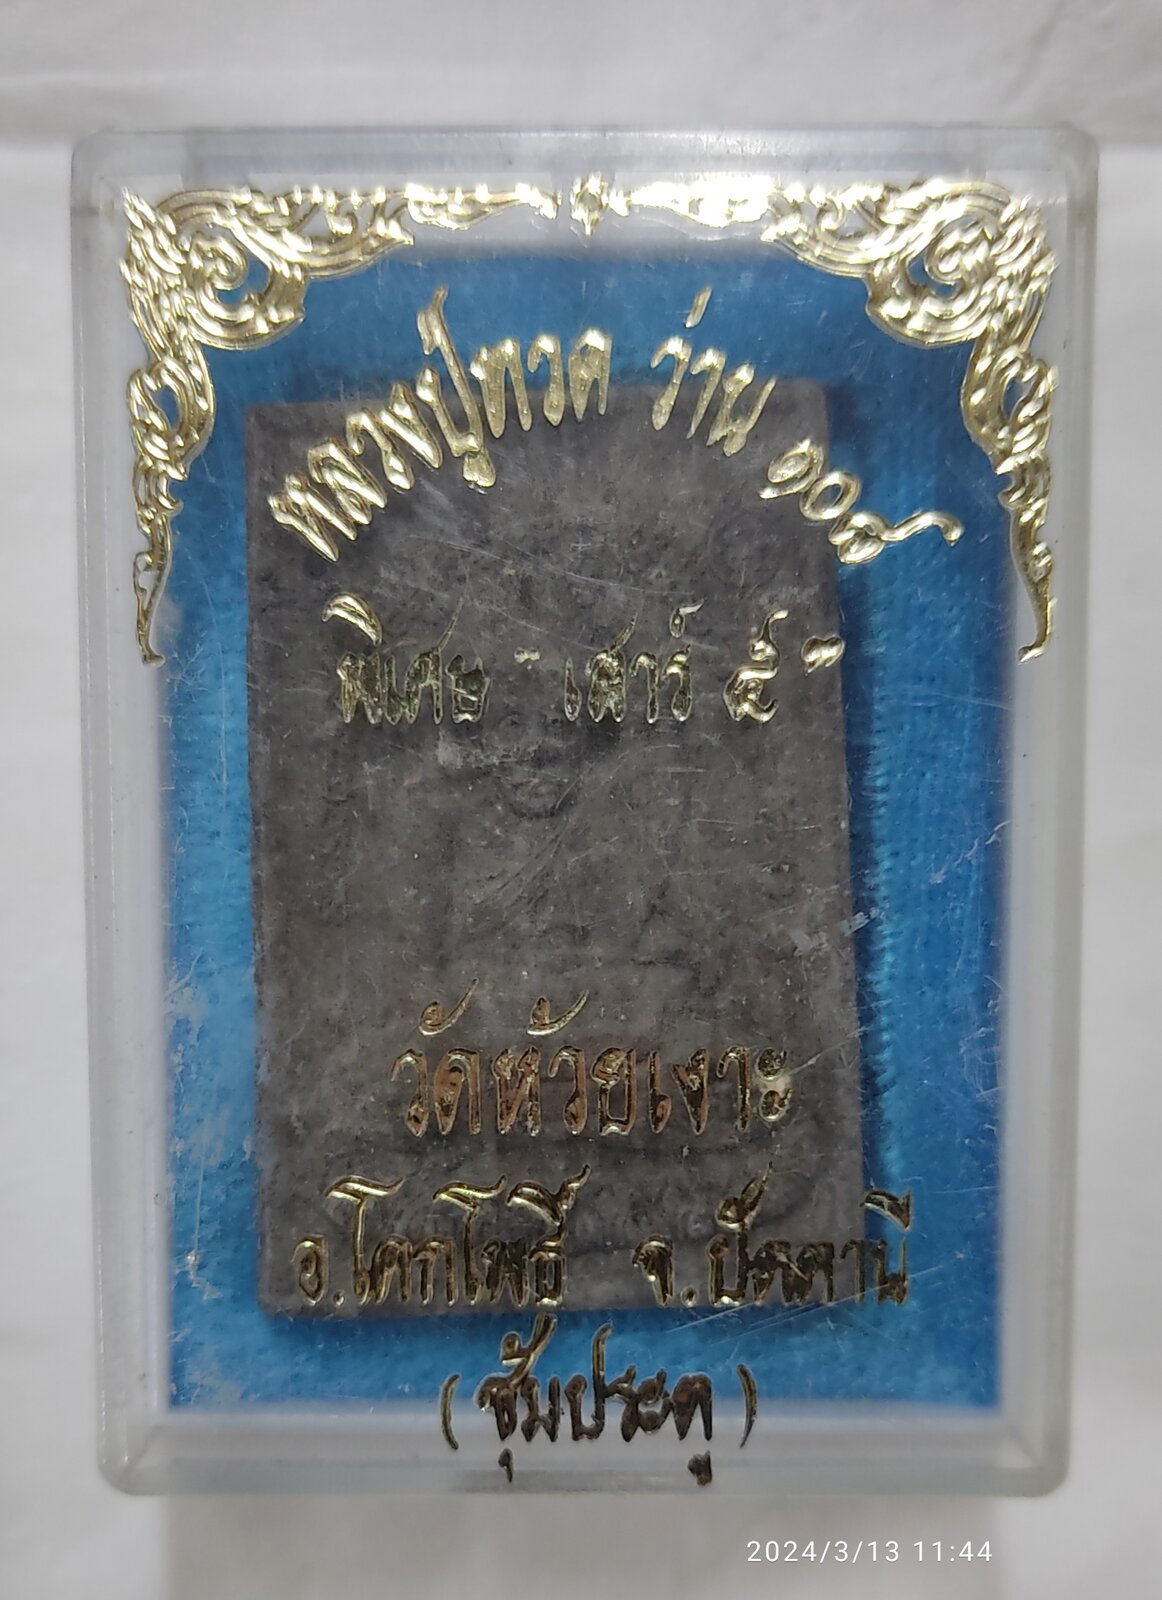 หลวงปู่ทวด ว่าน ๑๐๘
พิเศษ "เสาร์ ๕"
วัดห้วยเงาะ
อ.โคกโพธิ์ จ.ปัตตานี
(ซุ้มประตู)
2024/3/13 11:44